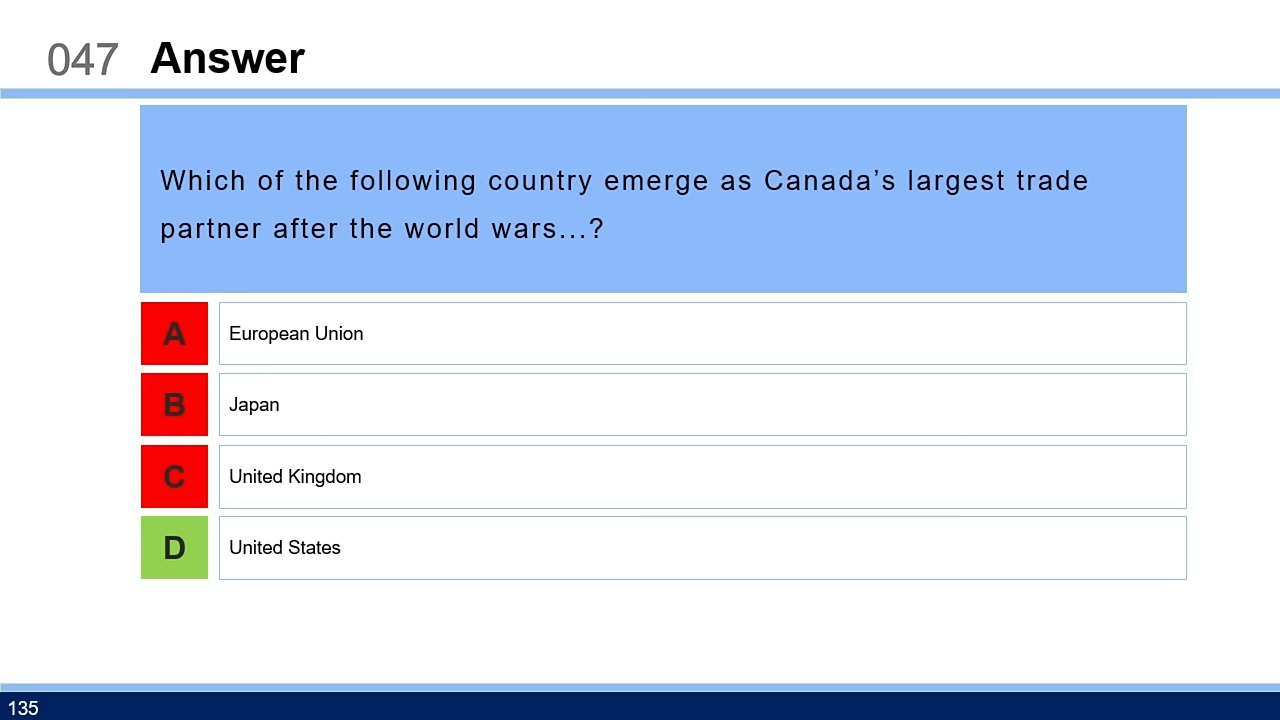 047 Answer
Which of the following country emerge as Canada’s largest trade
partner after the world wars...?
A European Union
B Japan
C United Kingdom
D United States
135